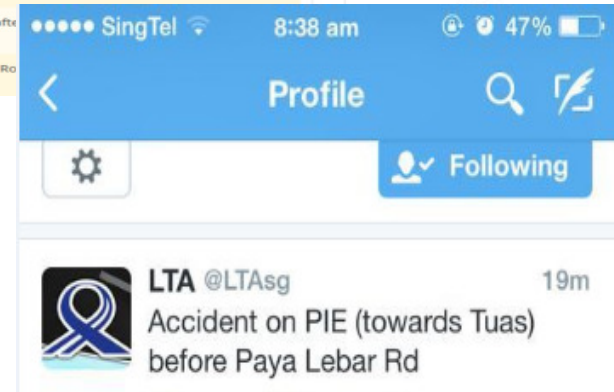 SingTel 8:38 am 47%
Profile
Following
LTA @LTAsg 19m
Accident on PIE (towards Tuas)
before Paya Lebar Rd